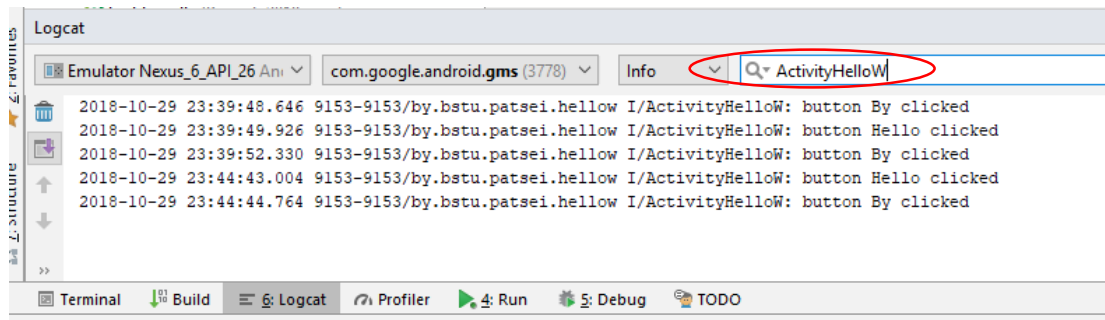 Logcat
Emulator Nexus_6_API_26 com.google.android.gms (3778) Info ActivityHelloW
2018-10-29 23:39:48.646 9153-9153/by.bstu.patsei.hellow I/ActivityHelloW: button By clicked
2018-10-29 23:39:49.926 9153-9153/by.bstu.patsei.hellow I/ActivityHelloW: button Hello clicked
2018-10-29 23:39:52.330 9153-9153/by.bstu.patsei.hellow I/ActivityHelloW: button By clicked
2018-10-29 23:44:43.004 9153-9153/by.bstu.patsei.hellow I/ActivityHelloW: button Hello clicked
2018-10-29 23:44:44.764 9153-9153/by.bstu.patsei.hellow I/ActivityHelloW: button By clicked
Terminal Build 6: Logcat Profiler 4: Run 5: Debug TODO